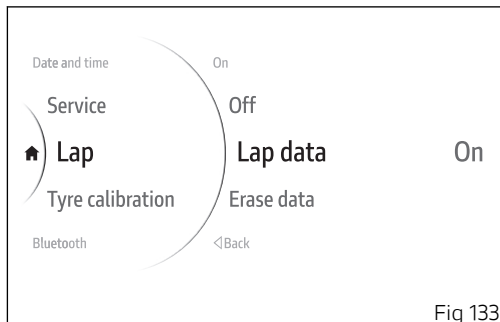 Date and time
Service
Lap
Tyre calibration
Bluetooth
On
Off
Lap data
Erase data
Back
On
Fig 133